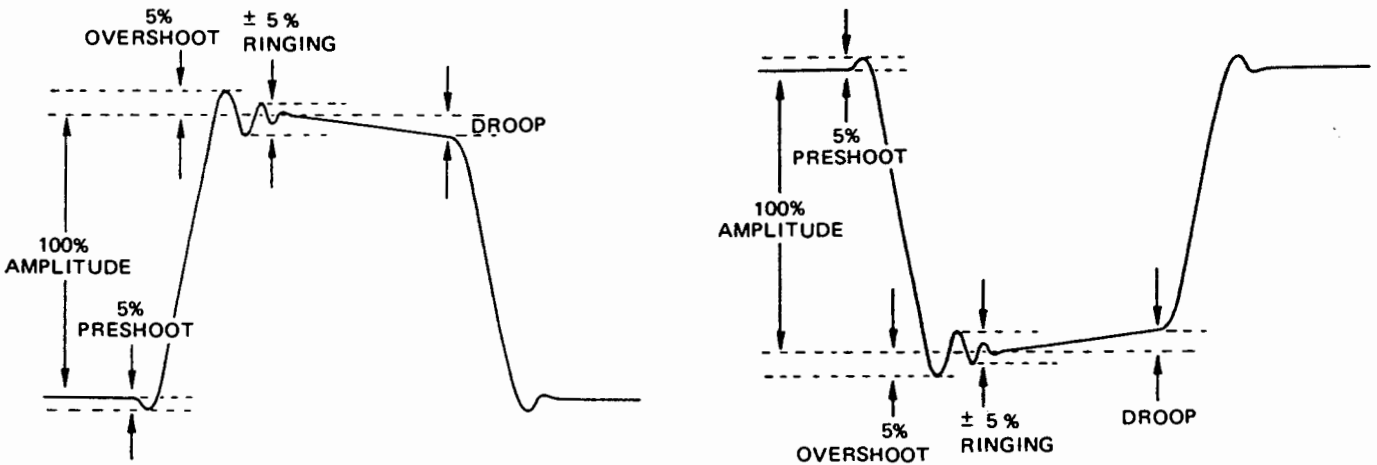 5%
OVERSHOOT
± 5%
RINGING
DROOP
100%
AMPLITUDE
5%
PRESHOOT
5%
PRESHOOT
100%
AMPLITUDE
5%
OVERSHOOT
± 5%
RINGING
DROOP